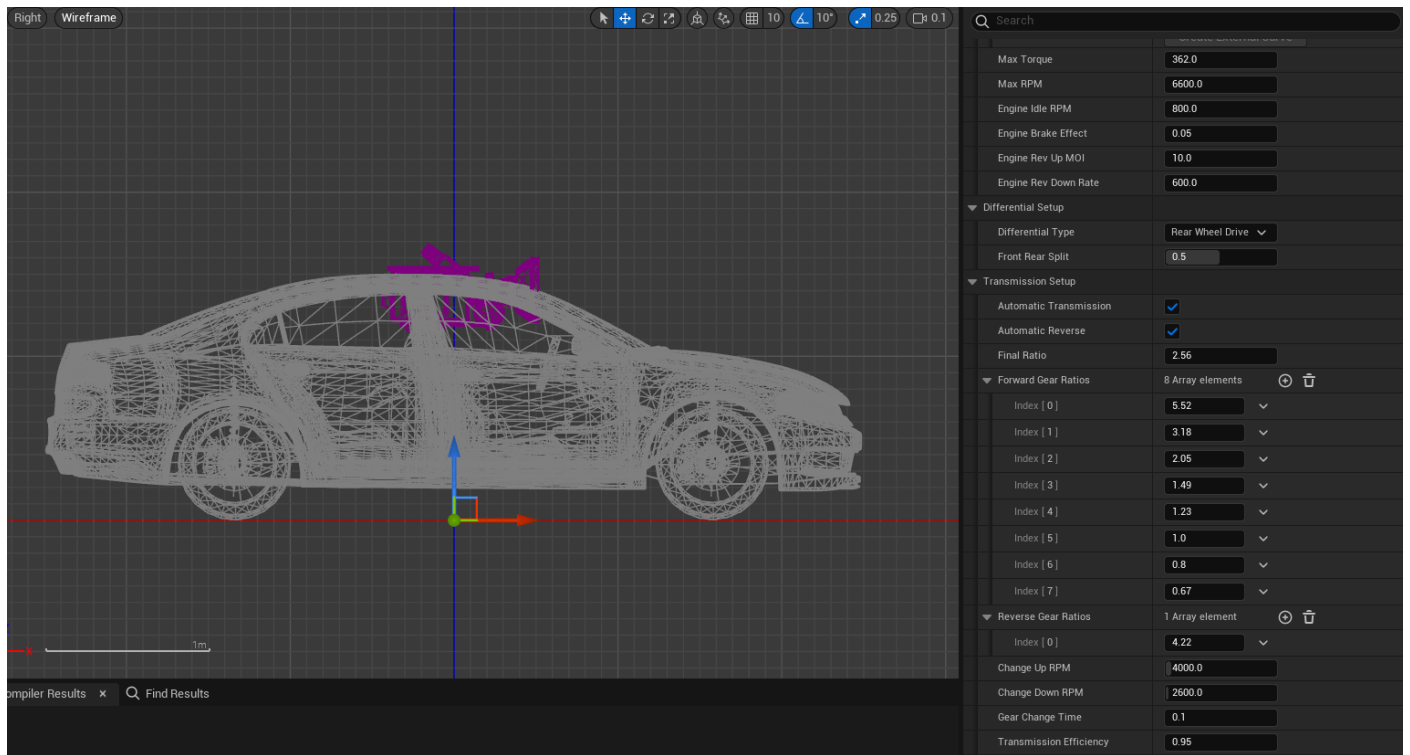 Right Wireframe 10 10° 0.25 0.1
Search
Max Torque 362.0
Max RPM 6600.0
Engine Idle RPM 800.0
Engine Brake Effect 0.05
Engine Rev Up MOI 10.0
Engine Rev Down Rate 600.0
Differential Setup
Differential Type Rear Wheel Drive
Front Rear Split 0.5
Transmission Setup
Automatic Transmission
Automatic Reverse
Final Ratio 2.56
Forward Gear Ratios 8 Array elements
Index [ 0 ] 5.52
Index [ 1 ] 3.18
Index [ 2 ] 2.05
Index [ 3 ] 1.49
Index [ 4 ] 1.23
Index [ 5 ] 1.0
Index [ 6 ] 0.8
Index [ 7 ] 0.67
Reverse Gear Ratios 1 Array element
Index [ 0 ] 4.22
Change Up RPM 4000.0
Change Down RPM 2600.0
Gear Change Time 0.1
Transmission Efficiency 0.95
X
1m
ompiler Results × Find Results